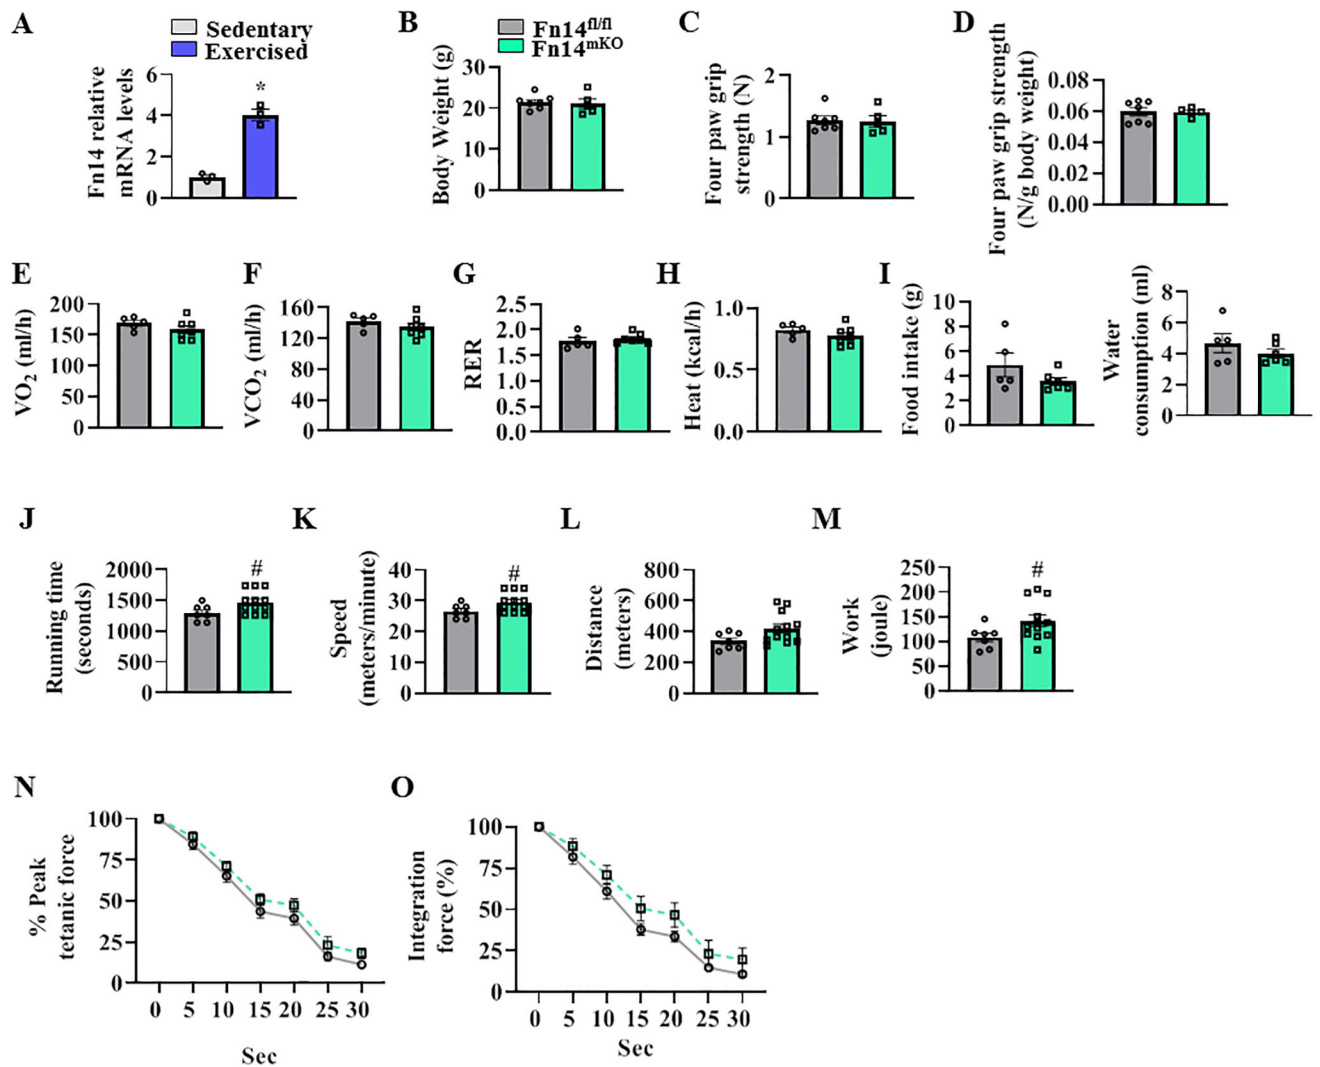 A
Sedentary
Exercised
Fn14 relative
mRNA levels
6
4
2
0
*
B
Fn14fl/fl
Fn14mKO
Body Weight (g)
30
20
10
0
C
Four paw grip
strength (N)
2
1
0
D
Four paw grip strength
(N/g body weight)
0.08
0.06
0.04
0.02
0.00
E
VO2 (ml/h)
200
150
100
50
0
F
VCO2 (ml/h)
160
120
80
40
0
G
RER
2.5
2.0
1.5
1.0
0.5
0.0
H
Heat (kcal/h)
1.0
0.5
0.0
I
Food intake (g)
10
8
6
4
2
0
Water
consumption (ml)
8
6
4
2
0
J
Running time
(seconds)
2000
1500
1000
500
0
#
K
Speed
(meters/minute)
40
30
20
10
0
#
L
Distance
(meters)
800
600
400
200
0
M
Work
(joule)
250
200
150
100
50
0
#
N
% Peak
tetanic force
100
75
50
25
0
0 5 10 15 20 25 30
Sec
O
Integration
force (%)
100
75
50
25
0
0 5 10 15 20 25 30
Sec